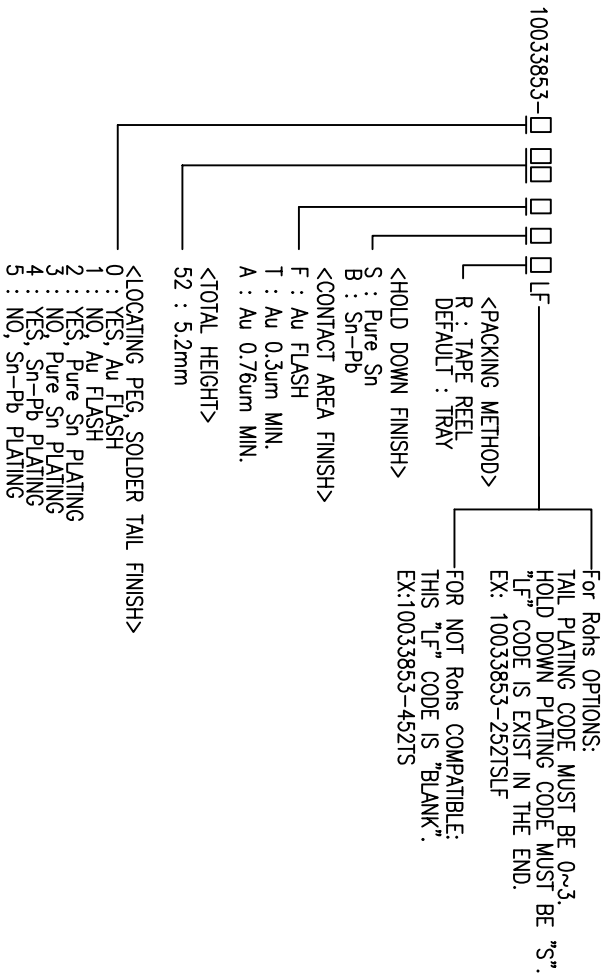 10033853-□ □□ □ □ □ LF
<PACKING METHOD>
R : TAPE REEL
DEFAULT : TRAY
<HOLD DOWN FINISH>
S : Pure Sn
B : Sn-Pb
<CONTACT AREA FINISH>
F : Au FLASH
T : Au 0.3um MIN.
A : Au 0.76um MIN.
<TOTAL HEIGHT>
52 : 5.2mm
<LOCATING PEG, SOLDER TAIL FINISH>
0 : YES, Au FLASH
1 : NO, Au FLASH
2 : YES, Pure Sn PLATING
3 : NO, Pure Sn PLATING
4 : YES, Sn-Pb PLATING
5 : NO, Sn-Pb PLATING
For Rohs OPTIONS:
TAIL PLATING CODE MUST BE 0~3.
HOLD DOWN PLATING CODE MUST BE "S".
"LF" CODE IS EXIST IN THE END.
EX: 10033853-252TSLF
FOR NOT Rohs COMPATIBLE:
THIS "LF" CODE IS "BLANK".
EX:10033853-452TS